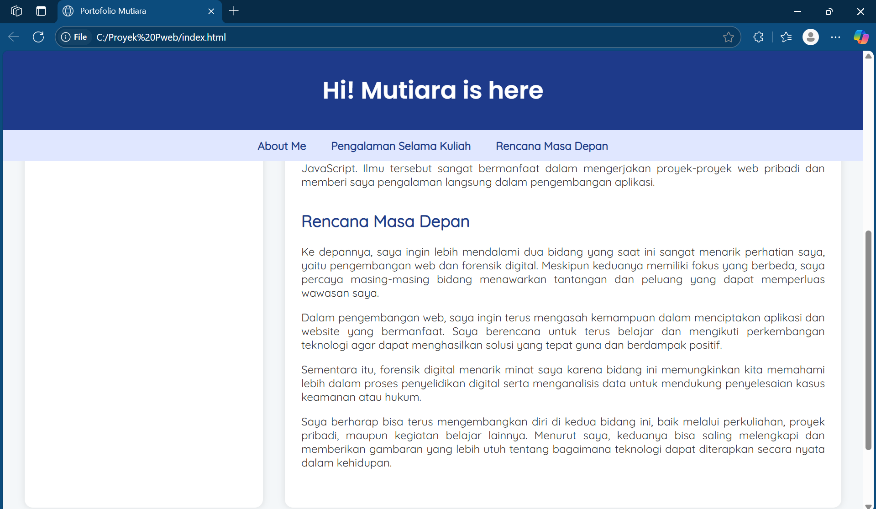 Portofolio Mutiara
File
C:/Proyek%20Pweb/index.html
Hi! Mutiara is here
About Me
Pengalaman Selama Kuliah
Rencana Masa Depan
JavaScript. Ilmu tersebut sangat bermanfaat dalam mengerjakan proyek-proyek web pribadi dan
memberi saya pengalaman langsung dalam pengembangan aplikasi.
Rencana Masa Depan
Ke depannya, saya ingin lebih mendalami dua bidang yang saat ini sangat menarik perhatian saya,
yaitu pengembangan web dan forensik digital. Meskipun keduanya memiliki fokus yang berbeda, saya
percaya masing-masing bidang menawarkan tantangan dan peluang yang dapat memperluas
wawasan saya.
Dalam pengembangan web, saya ingin terus mengasah kemampuan dalam menciptakan aplikasi dan
website yang bermanfaat. Saya berencana untuk terus belajar dan mengikuti perkembangan
teknologi agar dapat menghasilkan solusi yang tepat guna dan berdampak positif.
Sementara itu, forensik digital menarik minat saya karena bidang ini memungkinkan kita memahami
lebih dalam proses penyelidikan digital serta menganalisis data untuk mendukung penyelesaian kasus
keamanan atau hukum.
Saya berharap bisa terus mengembangkan diri di kedua bidang ini, baik melalui perkuliahan, proyek
pribadi, maupun kegiatan belajar lainnya. Menurut saya, keduanya bisa saling melengkapi dan
memberikan gambaran yang lebih utuh tentang bagaimana teknologi dapat diterapkan secara nyata
dalam kehidupan.